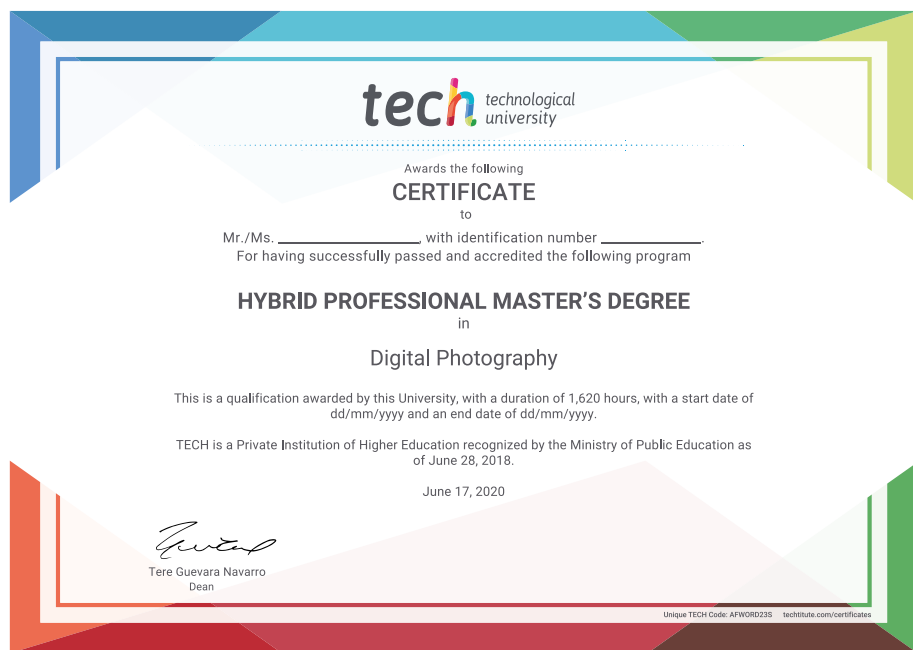 tech technological
university
Awards the following
CERTIFICATE
to
Mr./Ms. ____________________, with identification number ______________.
For having successfully passed and accredited the following program
HYBRID PROFESSIONAL MASTER'S DEGREE
in
Digital Photography
This is a qualification awarded by this University, with a duration of 1,620 hours, with a start date of
dd/mm/yyyy and an end date of dd/mm/yyyy.
TECH is a Private Institution of Higher Education recognized by the Ministry of Public Education as
of June 28, 2018.
June 17, 2020
Tere Guevara Navarro
Dean
Unique TECH Code: AFWORD23S techtitute.com/certificates